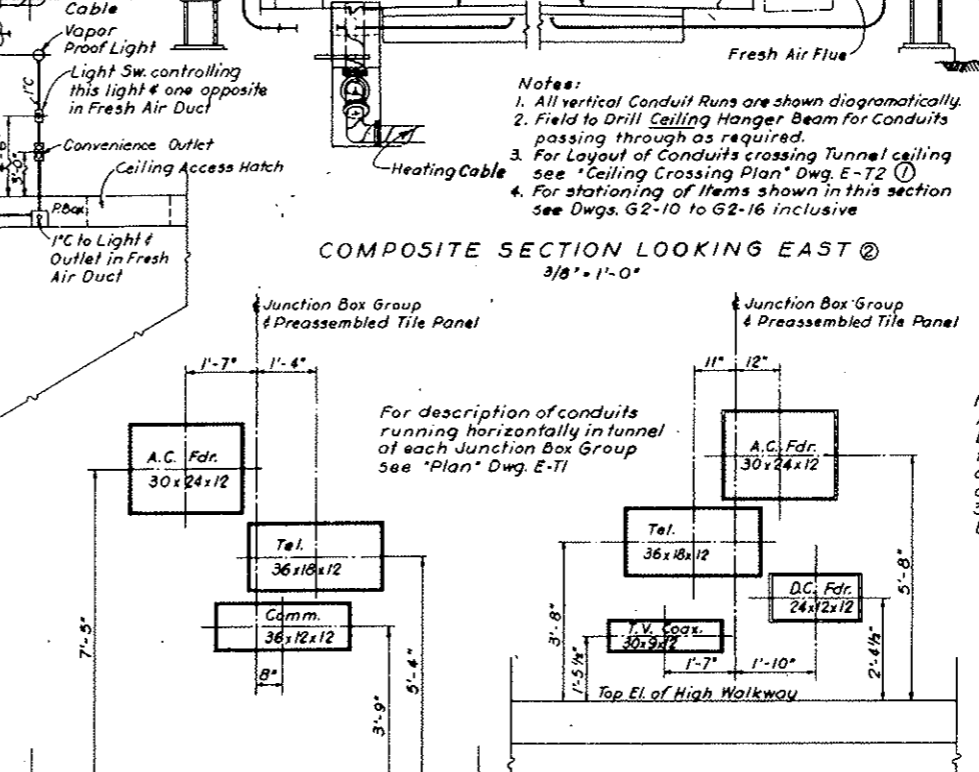 Cable
Vapor
Proof Light
Light Sw. controlling
this light & one opposite
in Fresh Air Duct
1"C
Convenience Outlet
3'-0"
Ceiling Access Hatch
P.Box
1"C to Light &
Outlet in Fresh
Air Duct
Heating Cable
Fresh Air Flue
Notes:
1. All vertical Conduit Runs are shown diagramatically.
2. Field to Drill Ceiling Hanger Beam For Conduits
passing through as required.
3. For Layout of Conduits crossing Tunnel ceiling
see "Ceiling Crossing Plan" Dwg. E-T2 ①
4. For stationing of Items shown in this section
see Dwgs. G2-10 to G2-16 inclusive
COMPOSITE SECTION LOOKING EAST ②
3/8" = 1'-0"
℄ Junction Box Group
& Preassembled Tile Panel
1'-7" 1'-4"
A.C. Fdr.
30x24x12
Tel.
36x18x12
Comm.
36x12x12
8"
7'-5"
3'-9"
5'-4"
For description of conduits
running horizontally in tunnel
at each Junction Box Group
see "Plan" Dwg. E-T1
℄ Junction Box Group
& Preassembled Tile Panel
11" 12"
A.C. Fdr.
30x24x12
Tel.
36x18x12
D.C. Fdr.
24x12x12
T.V. Coax.
30x9x12
1'-7" 1'-10"
3'-8"
1'-5½"
5'-8"
2'-4½"
Top El. of High Walkway